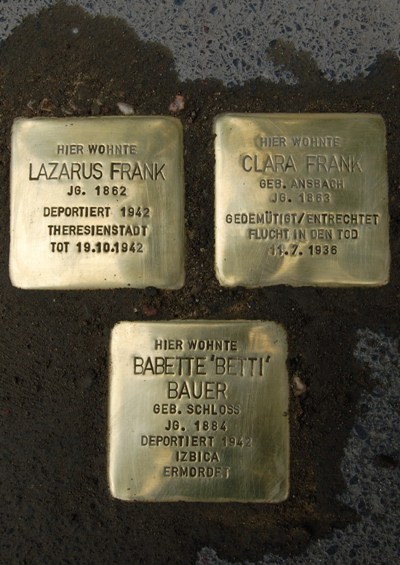 HIER WOHNTE
LAZARUS FRANK
JG. 1862
DEPORTIERT 1942
THERESIENSTADT
TOT 19.10.1942
HIER WOHNTE
CLARA FRANK
GEB. ANSBACH
JG. 1863
GEDEMÜTIGT/ENTRECHTET
FLUCHT IN DEN TOD
11.7. 1936
HIER WOHNTE
BABETTE 'BETTI'
BAUER
GEB. SCHLOSS
JG. 1884
DEPORTIERT 1942
IZBICA
ERMORDET